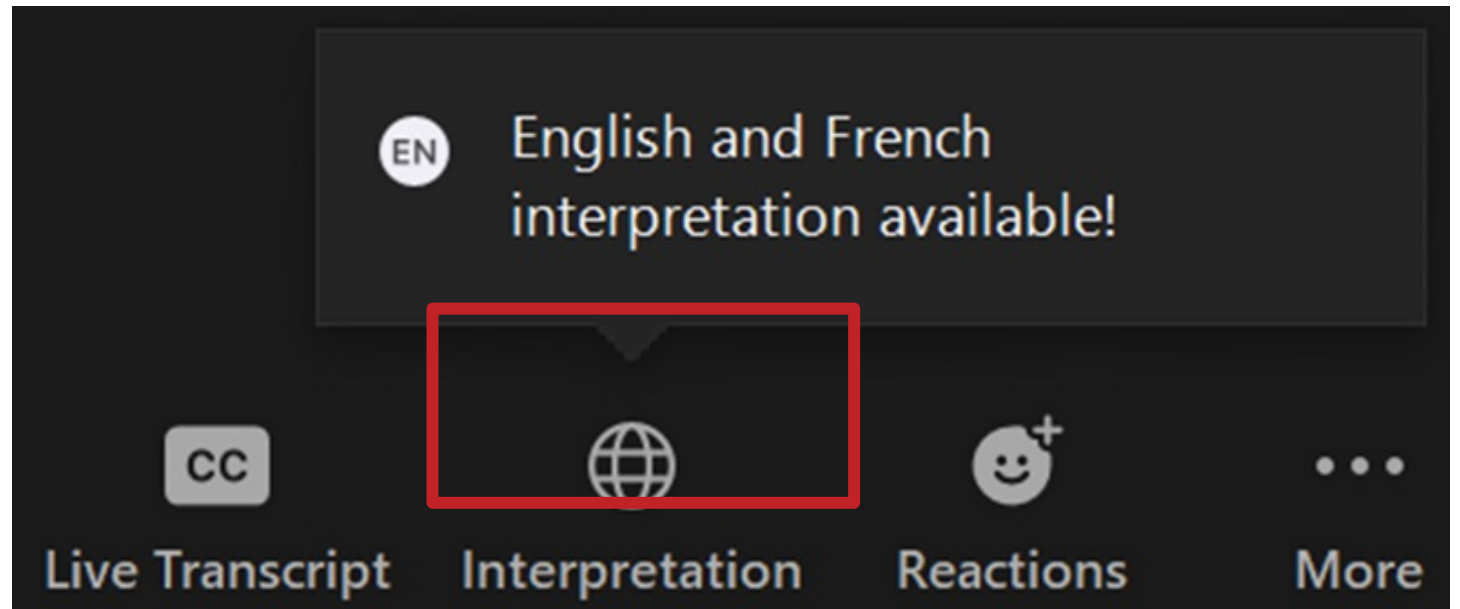 EN
English and French
interpretation available!
CC
Live Transcript
Interpretation
Reactions
More